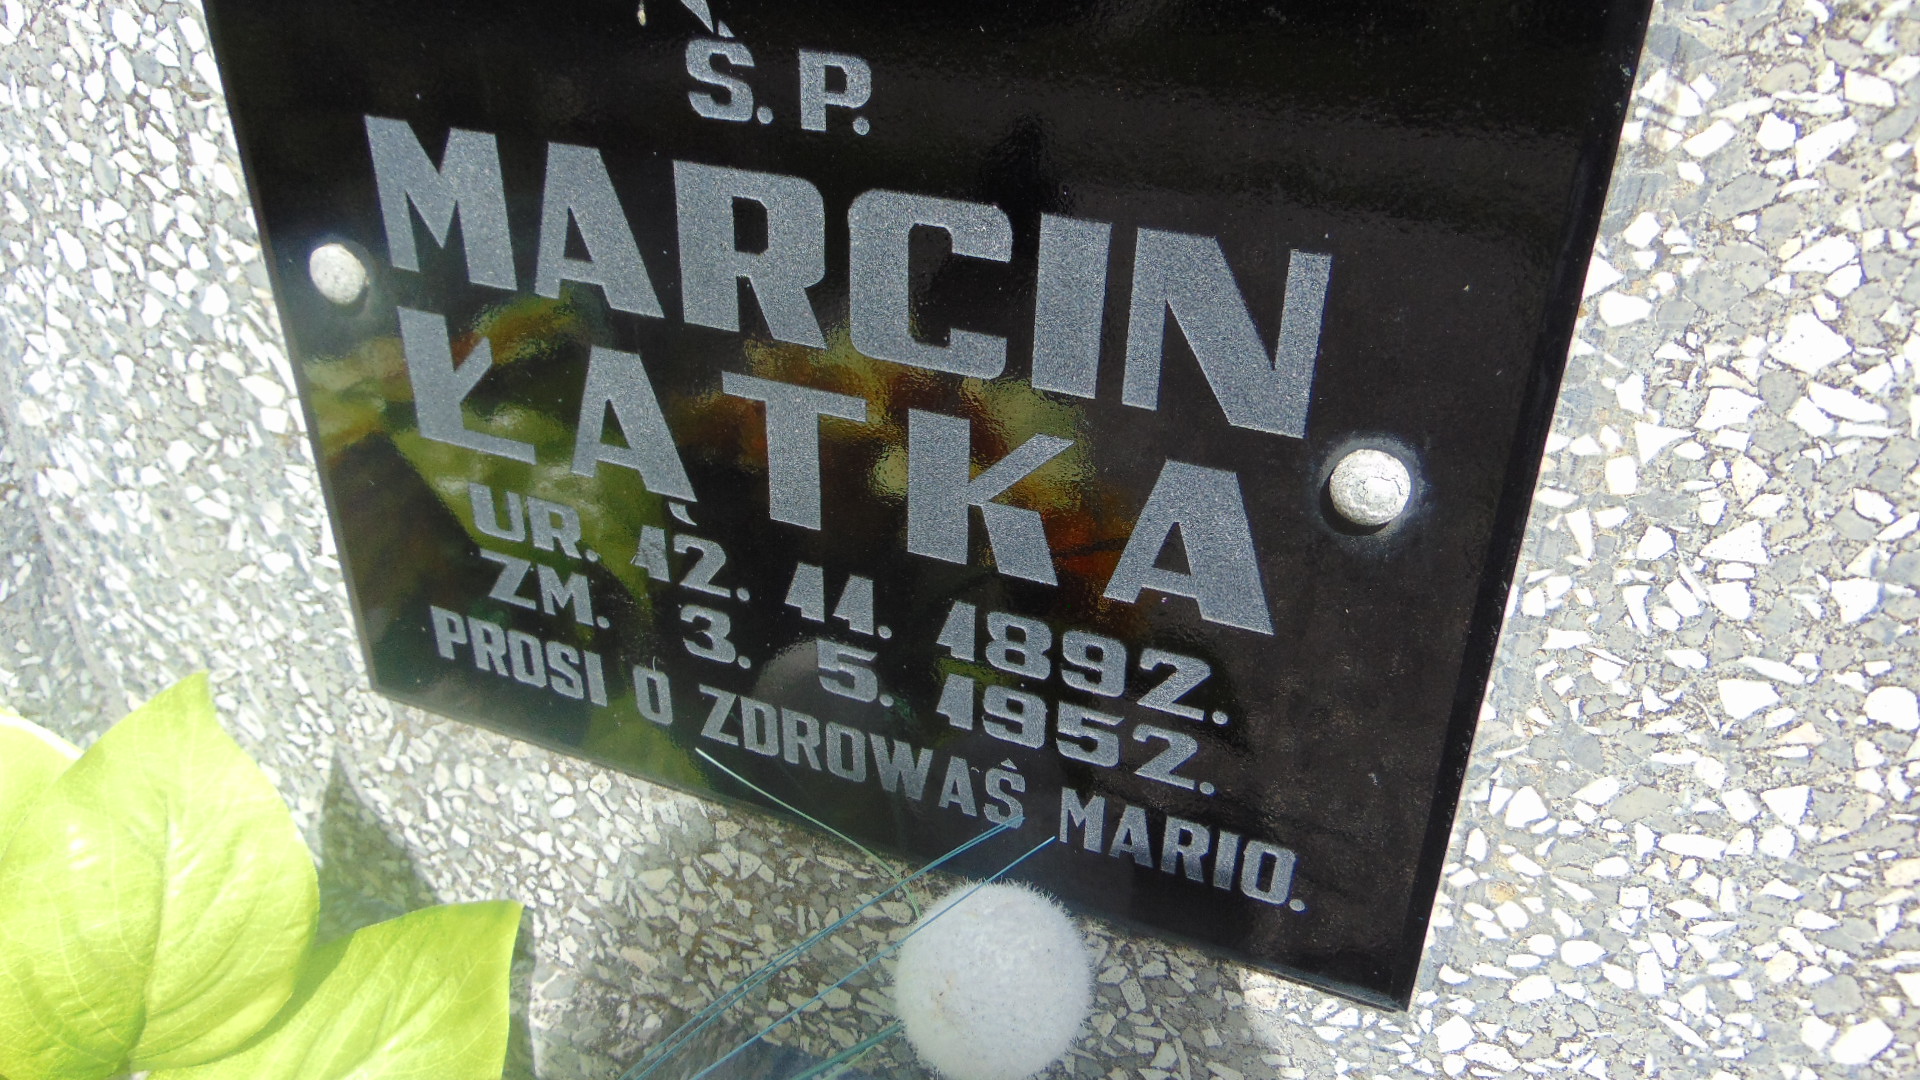 Ś. P.
MARCIN
ŁATKA
UR. 12. 11. 1892.
ZM. 3. 5. 1952.
PROSI O ZDROWAŚ MARIO.